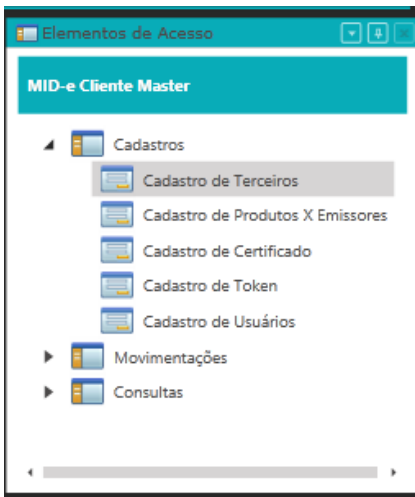 Elementos de Acesso
MID-e Cliente Master
Cadastros
Cadastro de Terceiros
Cadastro de Produtos X Emissores
Cadastro de Certificado
Cadastro de Token
Cadastro de Usuários
Movimentações
Consultas